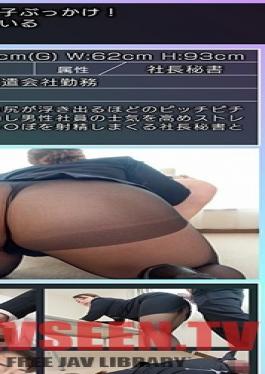 子ぶっかけ！
いる
cm(G) W:62cm H:93cm
属性 社長秘書
遣会社勤務
尻が浮き出るほどのピッチピチ
し男性社員の士気を高めストレ
〇ぽを射精しまくる社長秘書と
VSEEN.TV
FREE JAV LIBRARY